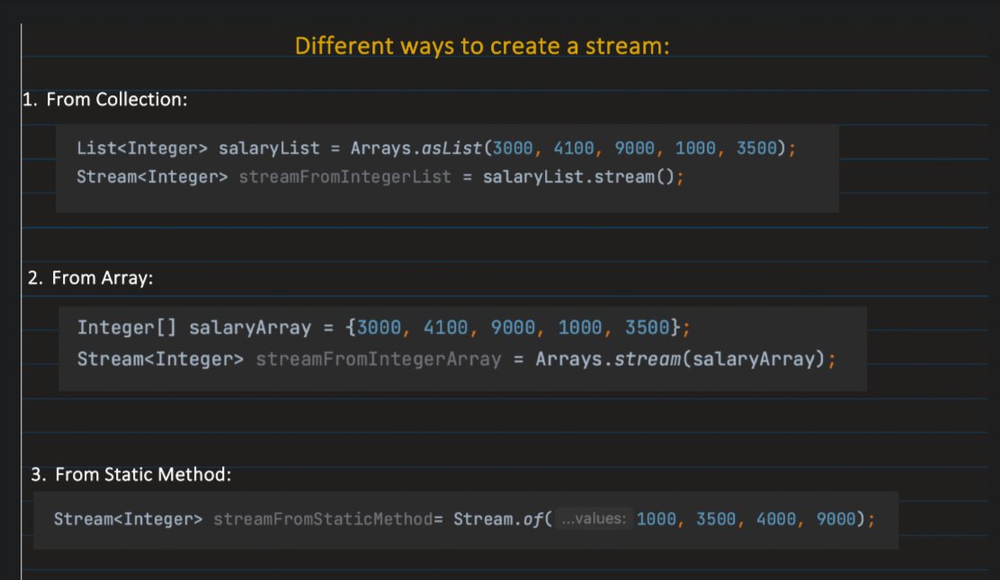 Different ways to create a stream:
1. From Collection:
List<Integer> salaryList = Arrays.asList(3000, 4100, 9000, 1000, 3500);
Stream<Integer> streamFromIntegerList = salaryList.stream();
2. From Array:
Integer[] salaryArray = {3000, 4100, 9000, 1000, 3500};
Stream<Integer> streamFromIntegerArray = Arrays.stream(salaryArray);
3. From Static Method:
Stream<Integer> streamFromStaticMethod= Stream.of( ...values: 1000, 3500, 4000, 9000);